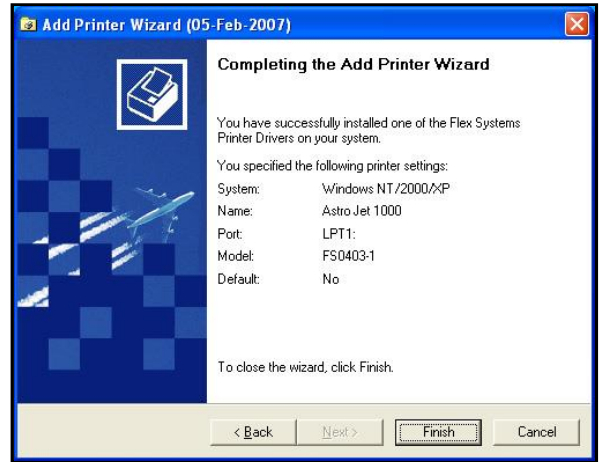 Add Printer Wizard (05-Feb-2007)
Completing the Add Printer Wizard
You have successfully installed one of the Flex Systems
Printer Drivers on your system.
You specified the following printer settings:
System: Windows NT/2000/XP
Name: Astro Jet 1000
Port: LPT1:
Model: FS0403-1
Default: No
To close the wizard, click Finish.
< Back Next > Finish Cancel